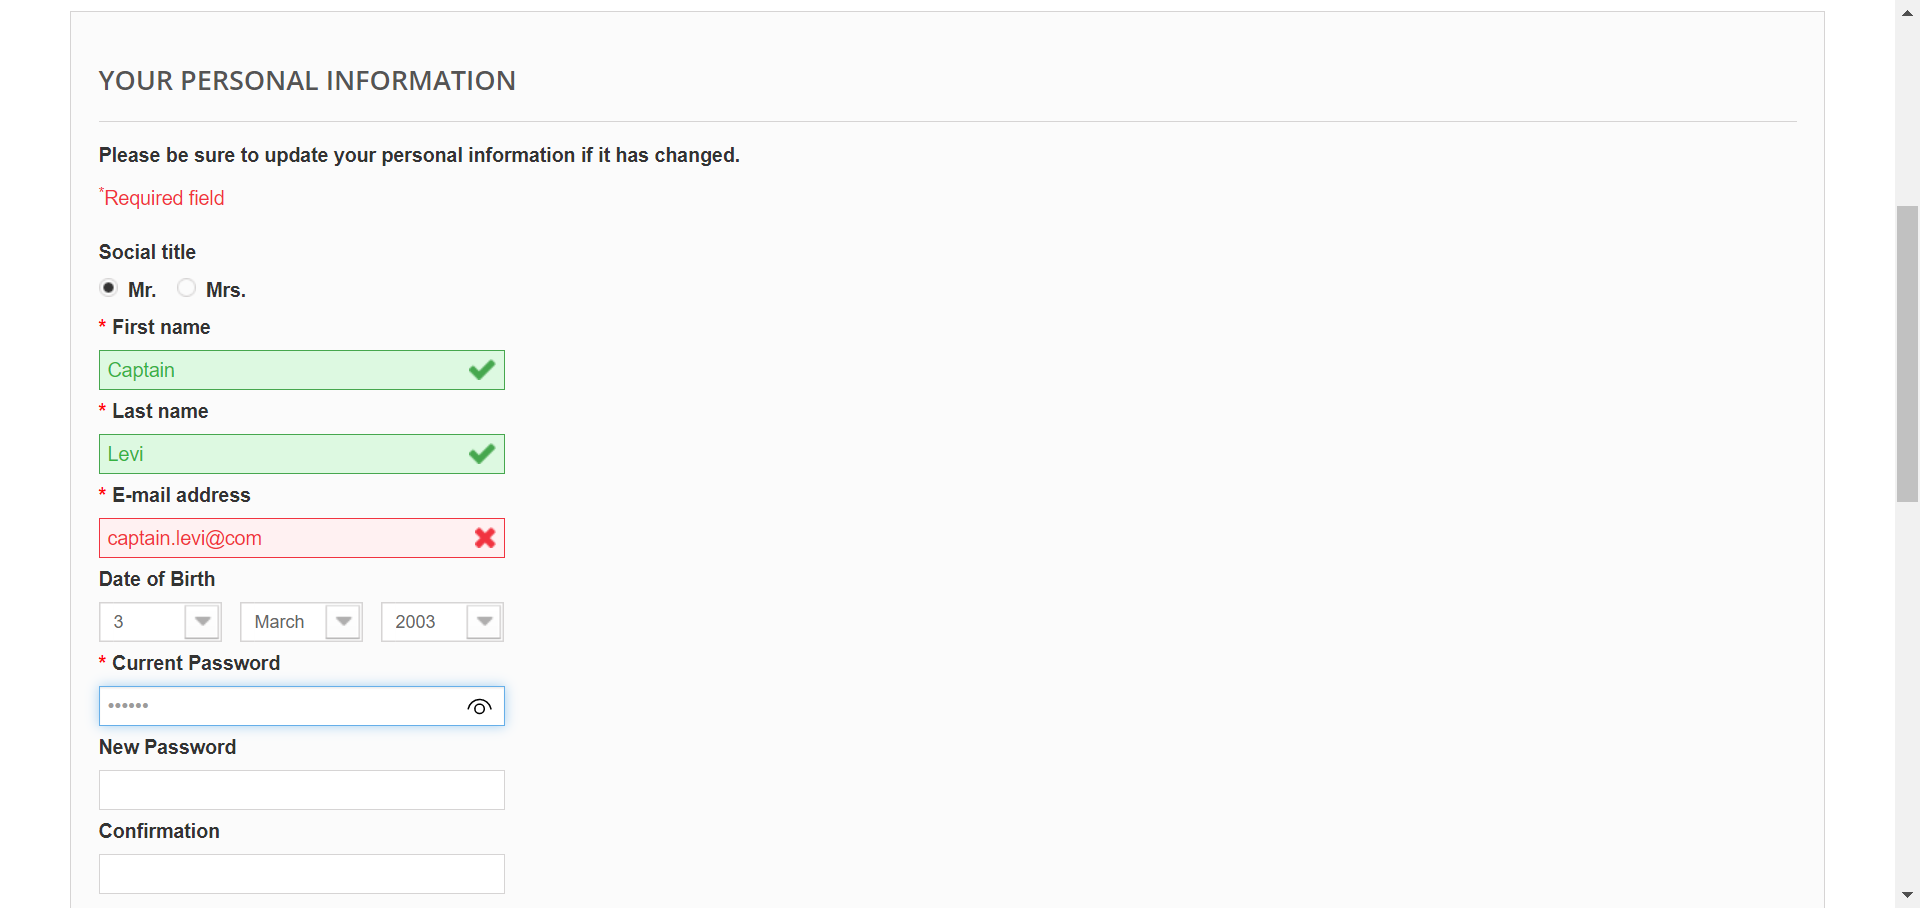 YOUR PERSONAL INFORMATION
Please be sure to update your personal information if it has changed.
*Required field
Social title
Mr. Mrs.
* First name
Captain
* Last name
Levi
* E-mail address
captain.levi@com
Date of Birth
3 March 2003
* Current Password
••••••
New Password
Confirmation